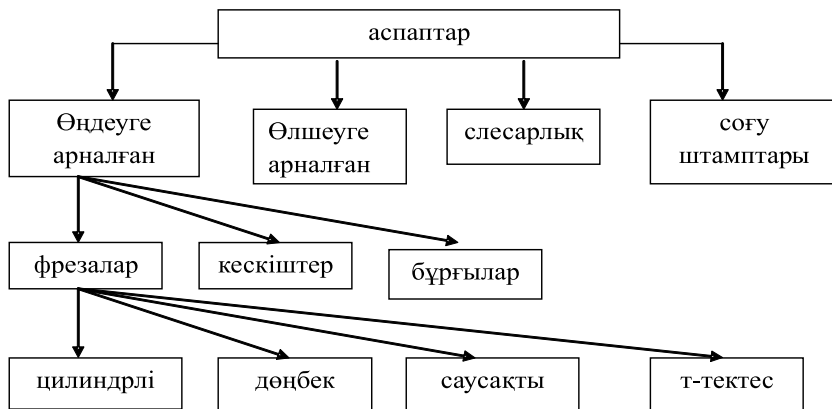 аспаптар
Өңдеуге
арналған
Өлшеуге
арналған
слесарлық
соғу
штамптары
фрезалар
кескіштер
бұрғылар
цилиндрлі
дөңбек
саусақты
т-тектес